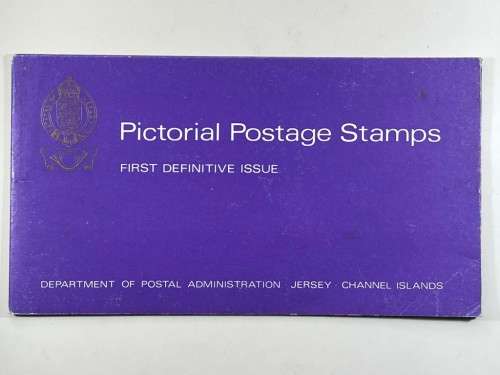 Pictorial Postage Stamps
FIRST DEFINITIVE ISSUE
DEPARTMENT OF POSTAL ADMINISTRATION · JERSEY · CHANNEL ISLANDS